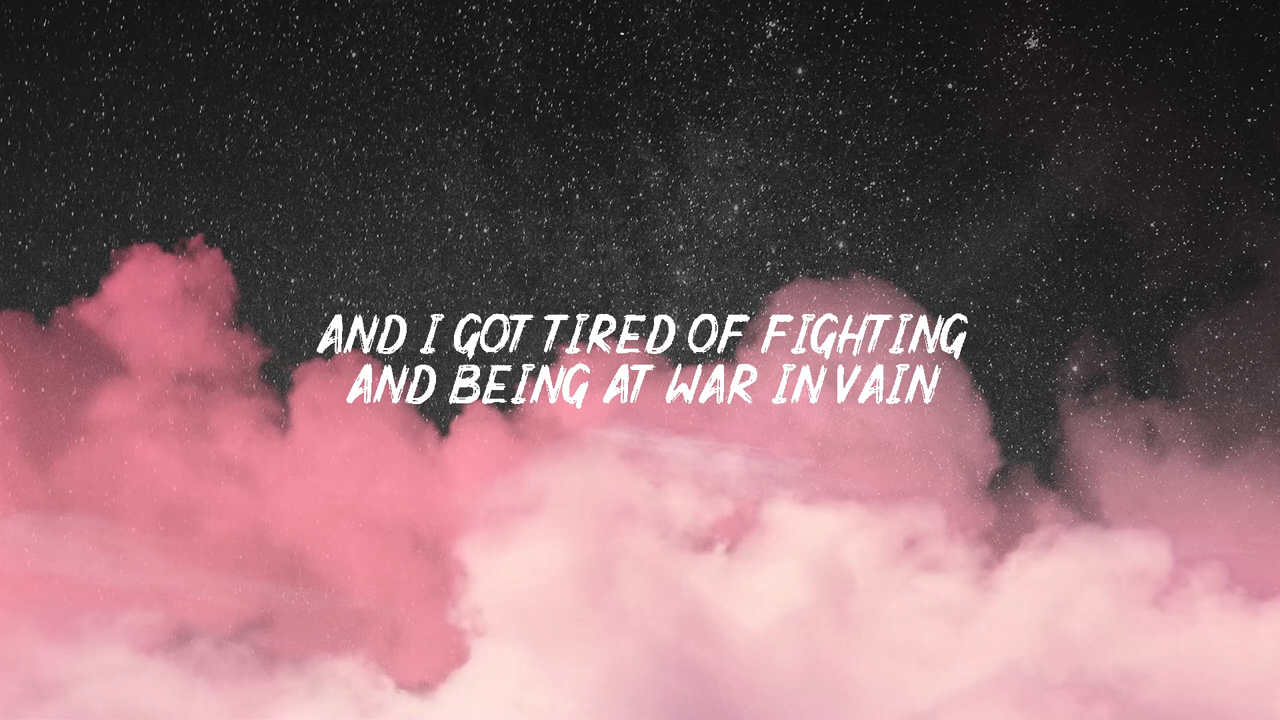 AND I GOT TIRED OF FIGHTING
AND BEING AT WAR IN VAIN